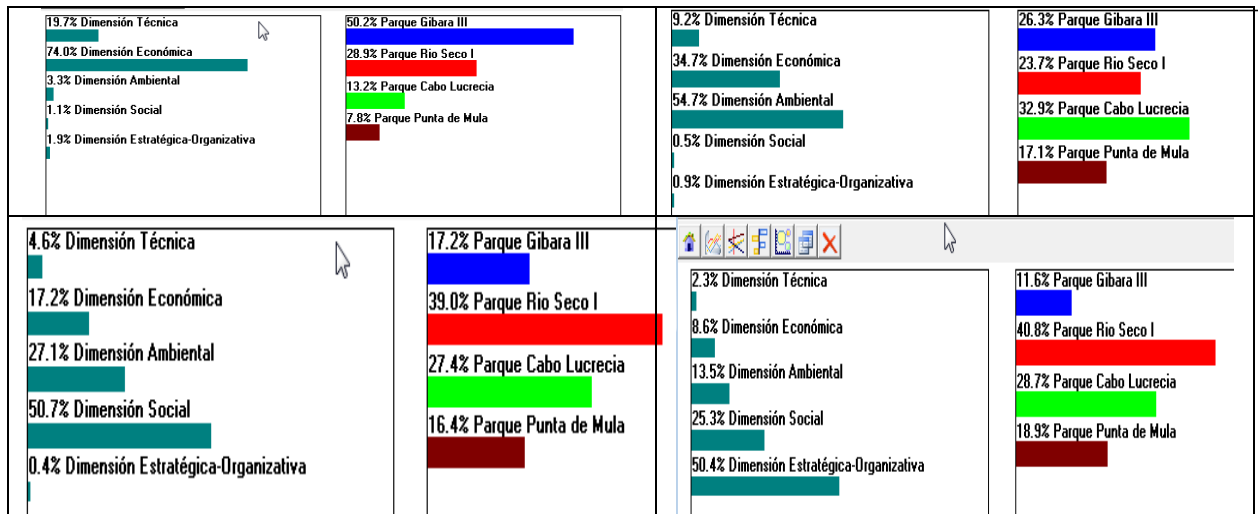 19.7% Dimensión Técnica
74.0% Dimensión Económica
3.3% Dimensión Ambiental
1.1% Dimensión Social
1.9% Dimensión Estratégica-Organizativa
50.2% Parque Gibara III
28.9% Parque Rio Seco I
13.2% Parque Cabo Lucrecia
7.8% Parque Punta de Mula
9.2% Dimensión Técnica
34.7% Dimensión Económica
54.7% Dimensión Ambiental
0.5% Dimensión Social
0.9% Dimensión Estratégica-Organizativa
26.3% Parque Gibara III
23.7% Parque Rio Seco I
32.9% Parque Cabo Lucrecia
17.1% Parque Punta de Mula
4.6% Dimensión Técnica
17.2% Dimensión Económica
27.1% Dimensión Ambiental
50.7% Dimensión Social
0.4% Dimensión Estratégica-Organizativa
17.2% Parque Gibara III
39.0% Parque Rio Seco I
27.4% Parque Cabo Lucrecia
16.4% Parque Punta de Mula
2.3% Dimensión Técnica
8.6% Dimensión Económica
13.5% Dimensión Ambiental
25.3% Dimensión Social
50.4% Dimensión Estratégica-Organizativa
11.6% Parque Gibara III
40.8% Parque Rio Seco I
28.7% Parque Cabo Lucrecia
18.9% Parque Punta de Mula